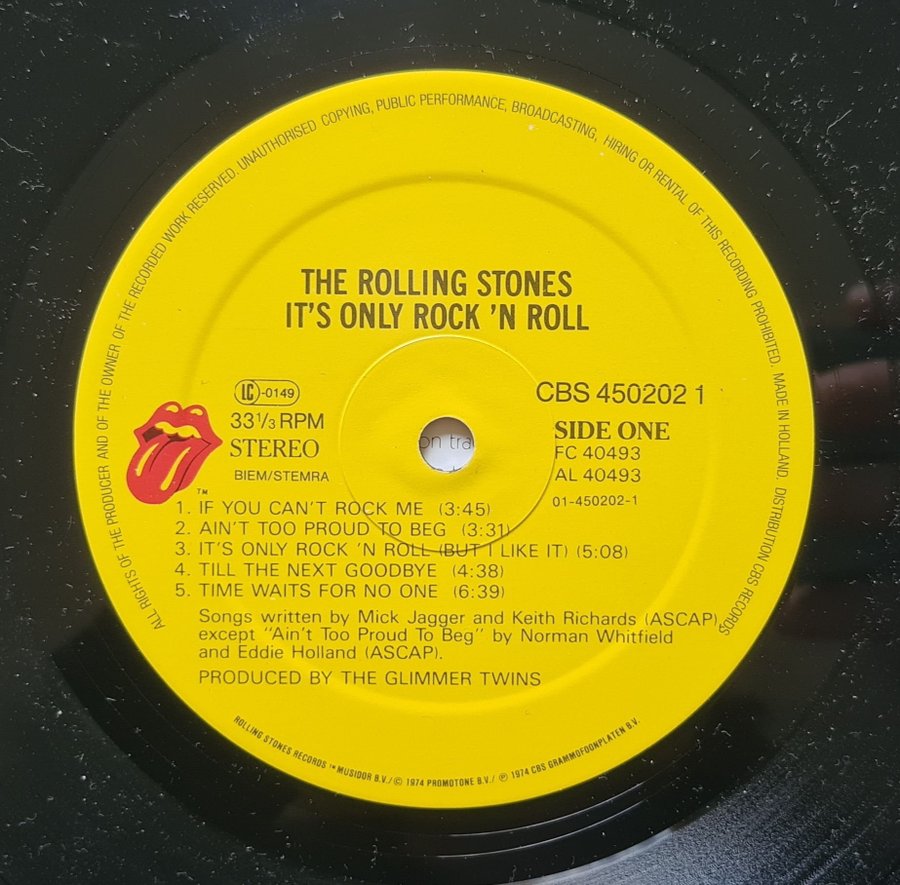 ALL RIGHTS OF THE PRODUCER AND OF THE OWNER OF THE RECORDED WORK RESERVED. UNAUTHORISED COPYING, PUBLIC PERFORMANCE, BROADCASTING, HIRING OR RENTAL OF THIS RECORDING PROHIBITED. MADE IN HOLLAND. DISTRIBUTION CBS RECORDS
THE ROLLING STONES
IT'S ONLY ROCK 'N ROLL
LC-0149
CBS 450202 1
33 1/3 RPM
SIDE ONE
STEREO
FC 40493
BIEM/STEMRA
AL 40493
01-450202-1
on tra
TM
1. IF YOU CAN'T ROCK ME (3:45)
2. AIN'T TOO PROUD TO BEG (3:31)
3. IT'S ONLY ROCK 'N ROLL (BUT I LIKE IT) (5:08)
4. TILL THE NEXT GOODBYE (4:38)
5. TIME WAITS FOR NO ONE (6:39)
Songs written by Mick Jagger and Keith Richards (ASCAP),
except "Ain't Too Proud To Beg" by Norman Whitfield
and Eddie Holland (ASCAP).
PRODUCED BY THE GLIMMER TWINS
ROLLING STONES RECORDS ™ MUSIDOR B.V./ © 1974 PROMOTONE B.V./ ℗ 1974 CBS GRAMMOFOONPLATEN B.V.